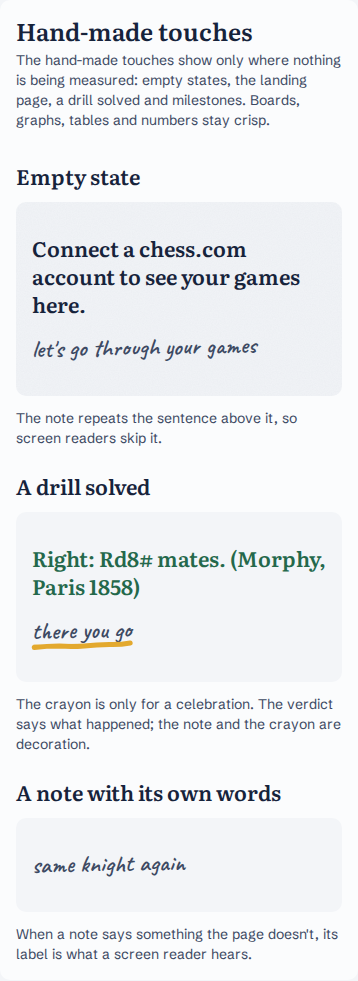 Hand-made touches
The hand-made touches show only where nothing
is being measured: empty states, the landing
page, a drill solved and milestones. Boards,
graphs, tables and numbers stay crisp.
Empty state
Connect a chess.com
account to see your games
here.
let's go through your games
The note repeats the sentence above it, so
screen readers skip it.
A drill solved
Right: Rd8# mates. (Morphy,
Paris 1858)
there you go
The crayon is only for a celebration. The verdict
says what happened; the note and the crayon are
decoration.
A note with its own words
same knight again
When a note says something the page doesn't, its
label is what a screen reader hears.